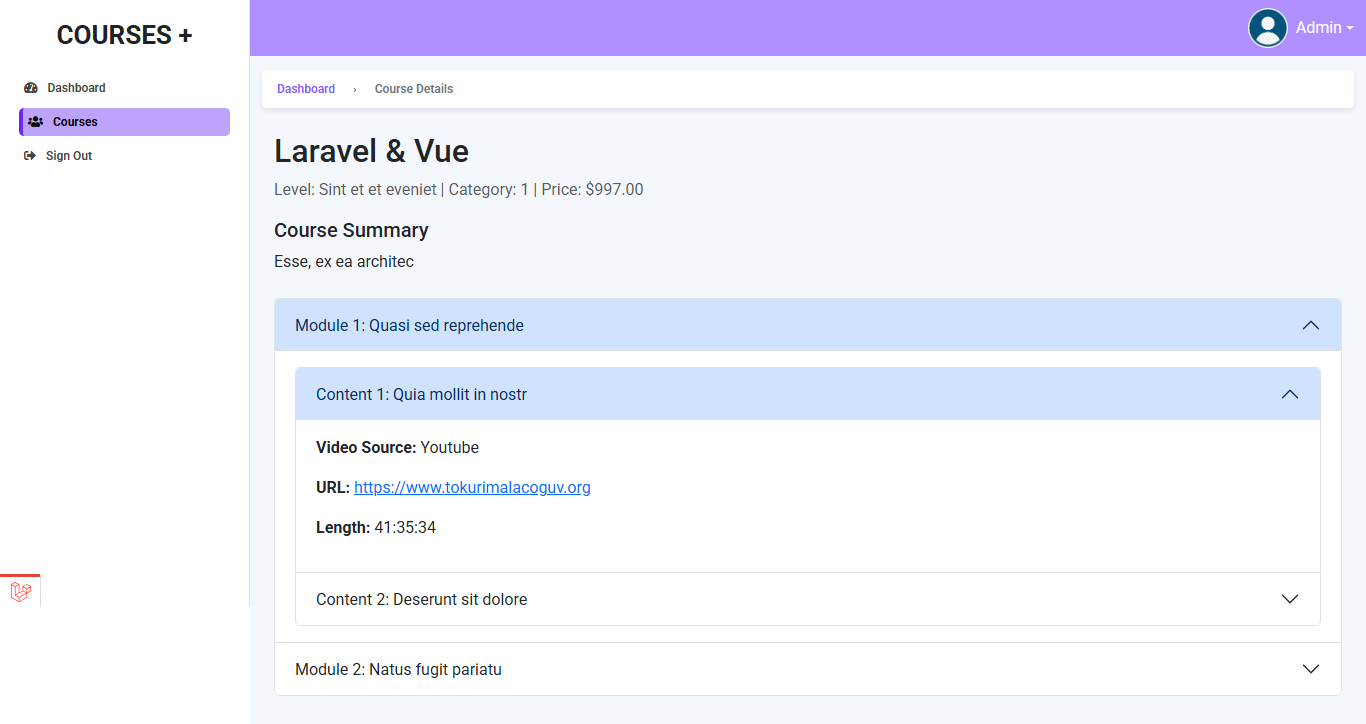 COURSES +
Admin
Dashboard
Courses
Sign Out
Dashboard › Course Details
Laravel & Vue
Level: Sint et et eveniet | Category: 1 | Price: $997.00
Course Summary
Esse, ex ea architec
Module 1: Quasi sed reprehende
Content 1: Quia mollit in nostr
Video Source: Youtube
URL: https://www.tokurimalacoguv.org
Length: 41:35:34
Content 2: Deserunt sit dolore
Module 2: Natus fugit pariatu